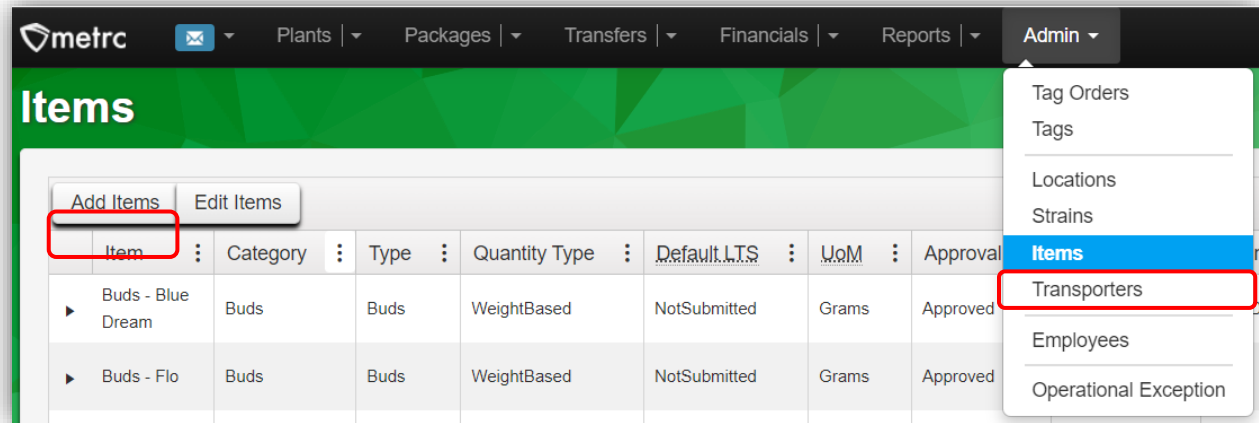 metrc Plants | Packages | Transfers | Financials | Reports | Admin
Items
Tag Orders
Tags
Locations
Strains
Items
Transporters
Employees
Operational Exception
Add Items Edit Items
Item Category Type Quantity Type Default LTS UoM Approval
Buds - Blue
Dream Buds Buds WeightBased NotSubmitted Grams Approved
Buds - Flo Buds Buds WeightBased NotSubmitted Grams Approved